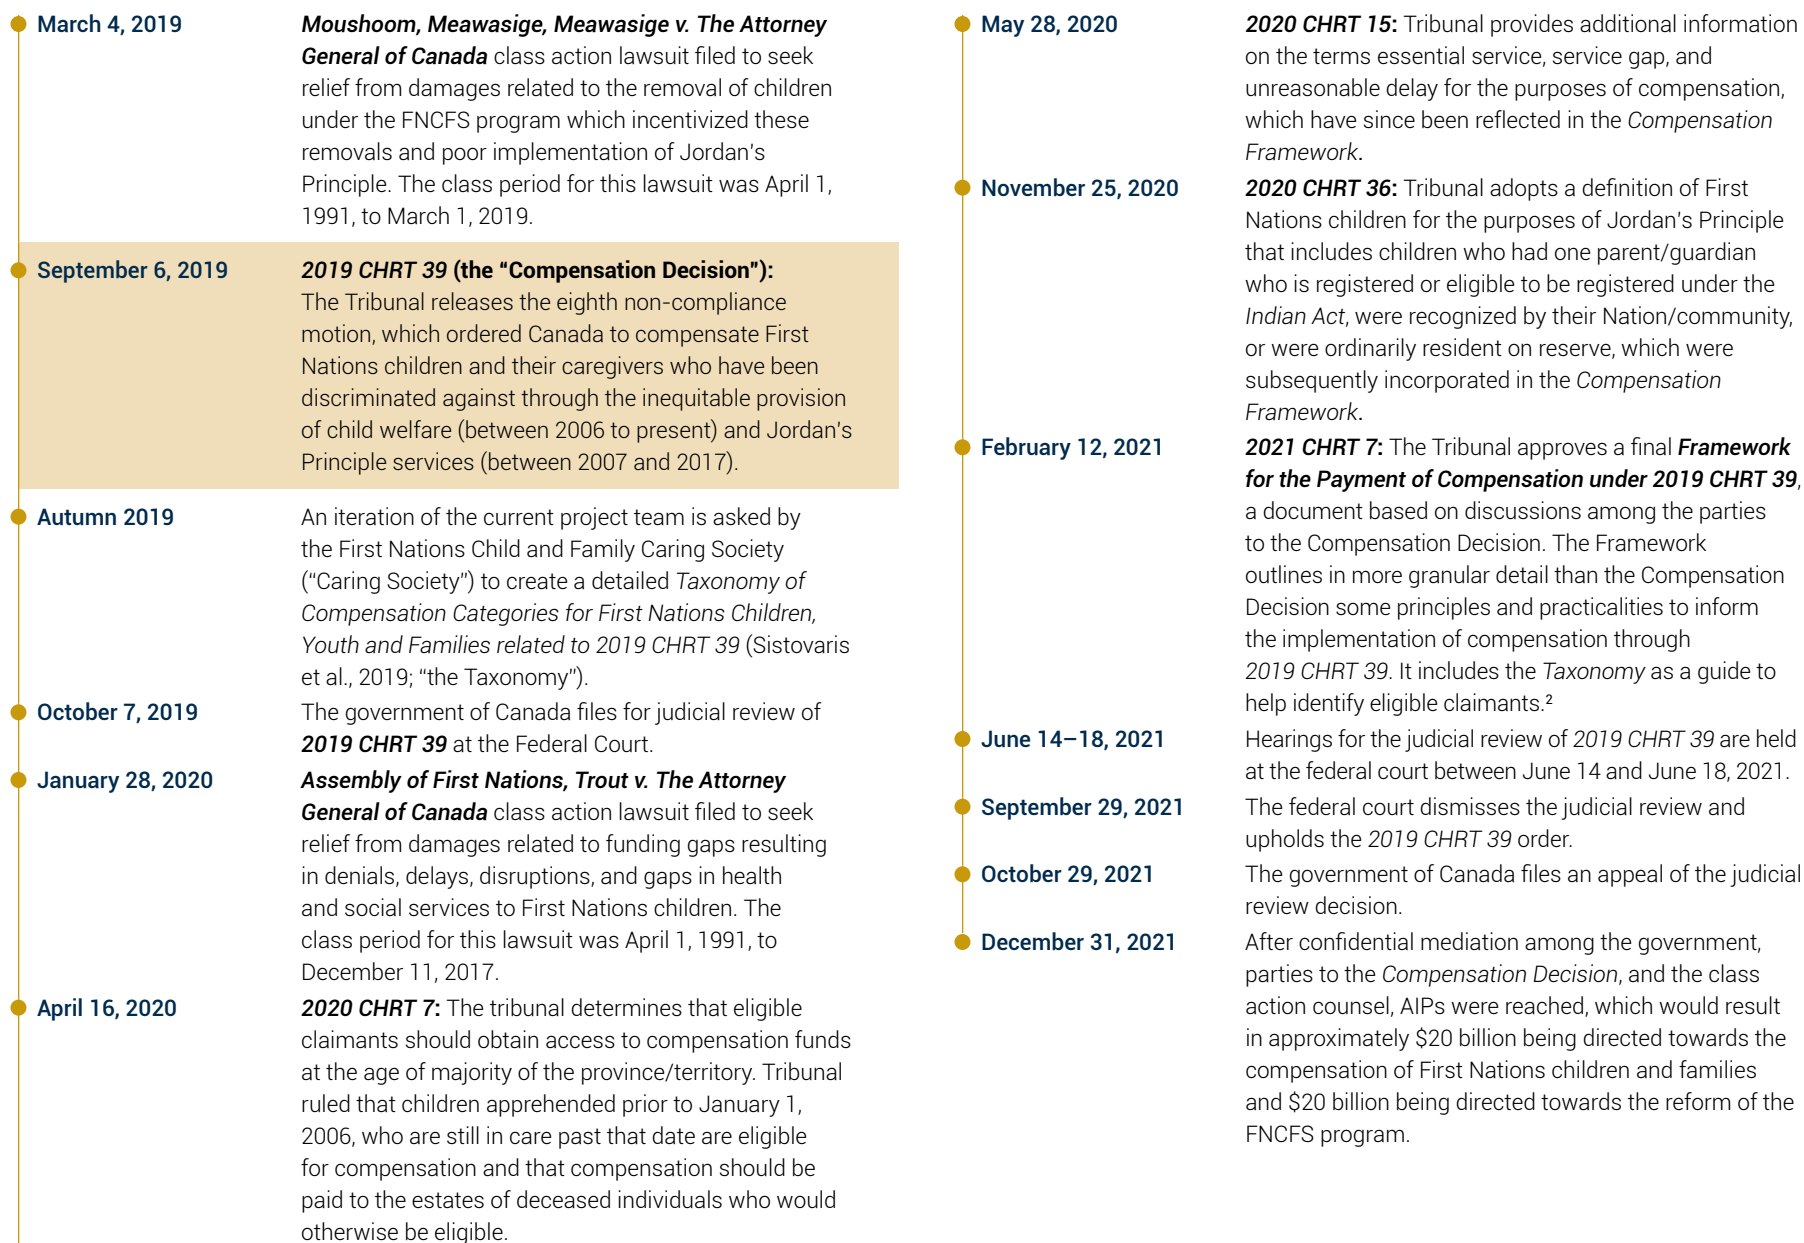 March 4, 2019
Moushoom, Meawasige, Meawasige v. The Attorney
General of Canada class action lawsuit filed to seek
relief from damages related to the removal of children
under the FNCFS program which incentivized these
removals and poor implementation of Jordan's
Principle. The class period for this lawsuit was April 1,
1991, to March 1, 2019.
September 6, 2019
2019 CHRT 39 (the “Compensation Decision”):
The Tribunal releases the eighth non-compliance
motion, which ordered Canada to compensate First
Nations children and their caregivers who have been
discriminated against through the inequitable provision
of child welfare (between 2006 to present) and Jordan's
Principle services (between 2007 and 2017).
Autumn 2019
An iteration of the current project team is asked by
the First Nations Child and Family Caring Society
(“Caring Society”) to create a detailed Taxonomy of
Compensation Categories for First Nations Children,
Youth and Families related to 2019 CHRT 39 (Sistovaris
et al., 2019; “the Taxonomy”).
October 7, 2019
The government of Canada files for judicial review of
2019 CHRT 39 at the Federal Court.
January 28, 2020
Assembly of First Nations, Trout v. The Attorney
General of Canada class action lawsuit filed to seek
relief from damages related to funding gaps resulting
in denials, delays, disruptions, and gaps in health
and social services to First Nations children. The
class period for this lawsuit was April 1, 1991, to
December 11, 2017.
April 16, 2020
2020 CHRT 7: The tribunal determines that eligible
claimants should obtain access to compensation funds
at the age of majority of the province/territory. Tribunal
ruled that children apprehended prior to January 1,
2006, who are still in care past that date are eligible
for compensation and that compensation should be
paid to the estates of deceased individuals who would
otherwise be eligible.
May 28, 2020
2020 CHRT 15: Tribunal provides additional information
on the terms essential service, service gap, and
unreasonable delay for the purposes of compensation,
which have since been reflected in the Compensation
Framework.
November 25, 2020
2020 CHRT 36: Tribunal adopts a definition of First
Nations children for the purposes of Jordan's Principle
that includes children who had one parent/guardian
who is registered or eligible to be registered under the
Indian Act, were recognized by their Nation/community,
or were ordinarily resident on reserve, which were
subsequently incorporated in the Compensation
Framework.
February 12, 2021
2021 CHRT 7: The Tribunal approves a final Framework
for the Payment of Compensation under 2019 CHRT 39,
a document based on discussions among the parties
to the Compensation Decision. The Framework
outlines in more granular detail than the Compensation
Decision some principles and practicalities to inform
the implementation of compensation through
2019 CHRT 39. It includes the Taxonomy as a guide to
help identify eligible claimants.²
June 14–18, 2021
Hearings for the judicial review of 2019 CHRT 39 are held
at the federal court between June 14 and June 18, 2021.
September 29, 2021
The federal court dismisses the judicial review and
upholds the 2019 CHRT 39 order.
October 29, 2021
The government of Canada files an appeal of the judicial
review decision.
December 31, 2021
After confidential mediation among the government,
parties to the Compensation Decision, and the class
action counsel, AIPs were reached, which would result
in approximately $20 billion being directed towards the
compensation of First Nations children and families
and $20 billion being directed towards the reform of the
FNCFS program.